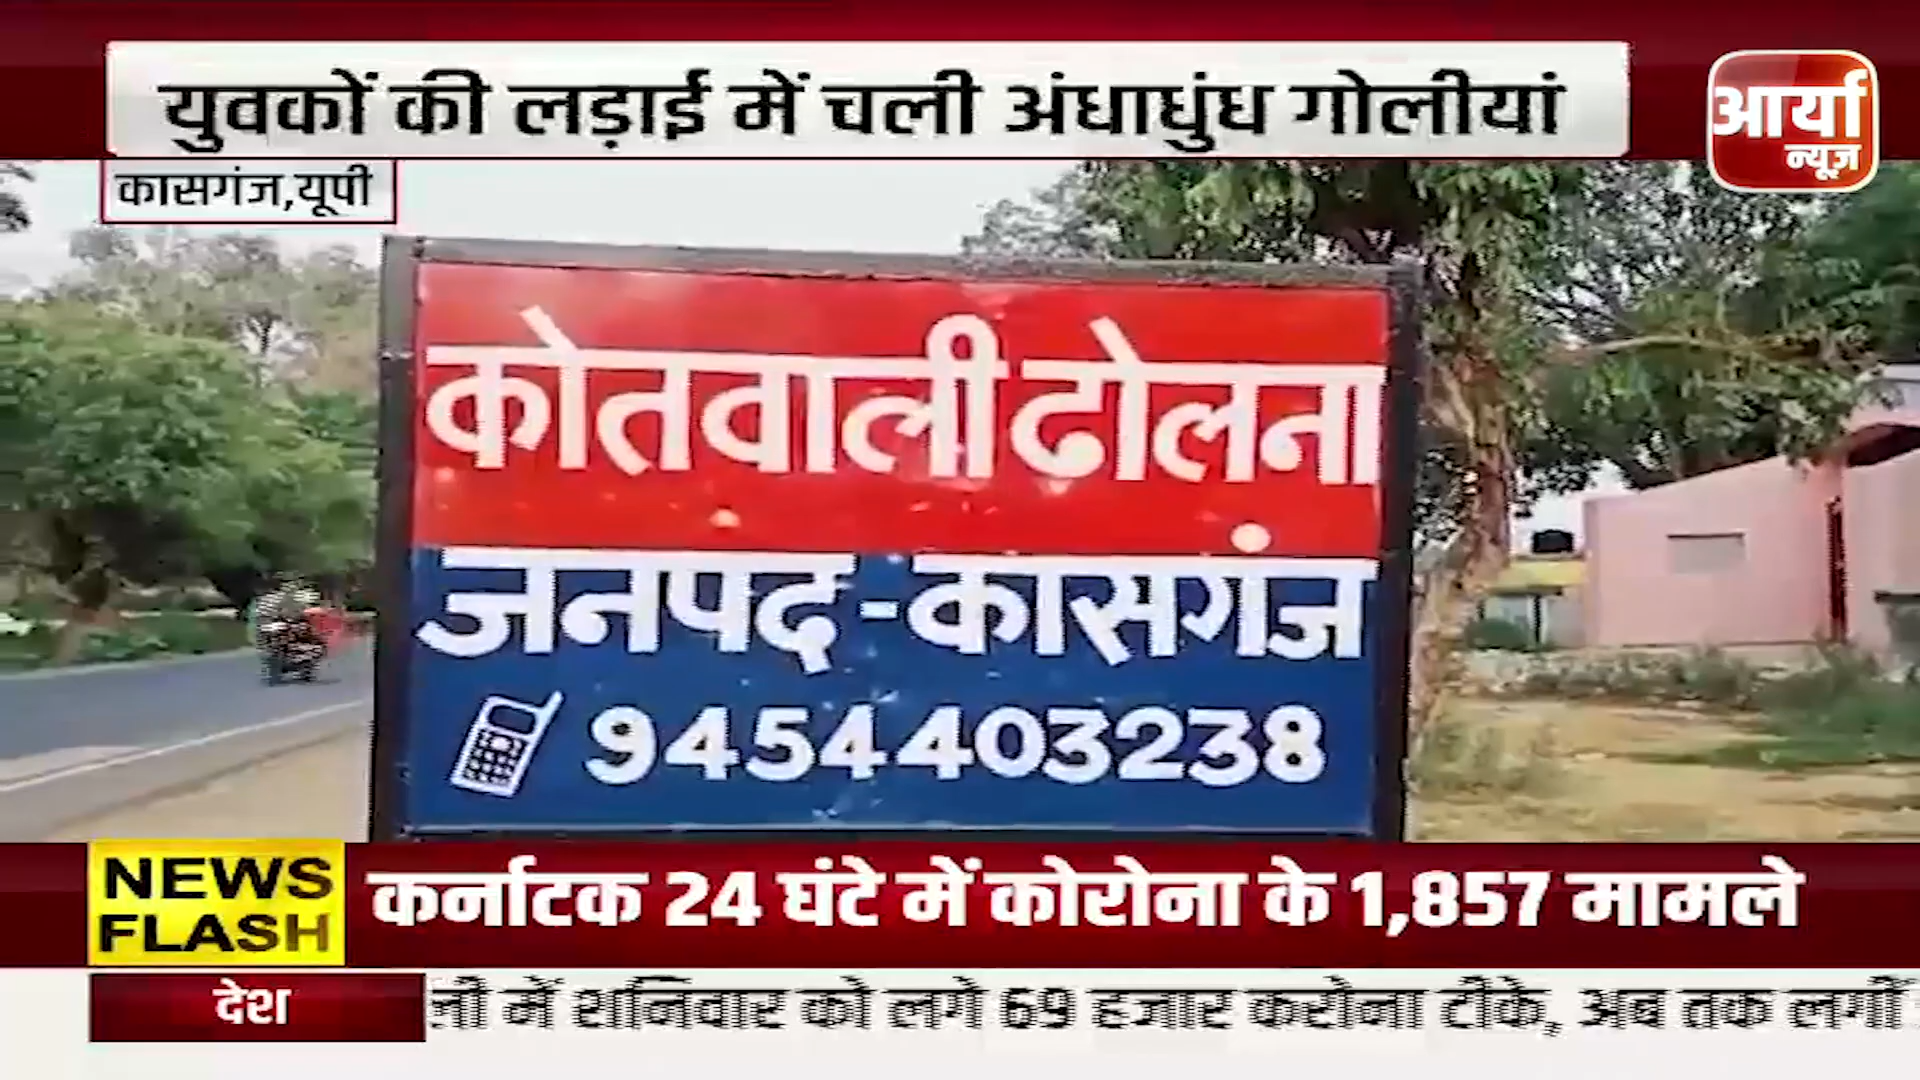 युवकों की लड़ाई में चली अंधाधुंध गोलीयां
आर्या
न्यूज़
कासगंज,यूपी
कोतवाली ढोलना
जनपद-कासगंज
9454403238
NEWS
FLASH
कर्नाटक 24 घंटे में कोरोना के 1,857 मामले
देश
में शनिवार को लगे 69 हजार करोना टीके, अब तक लगीं